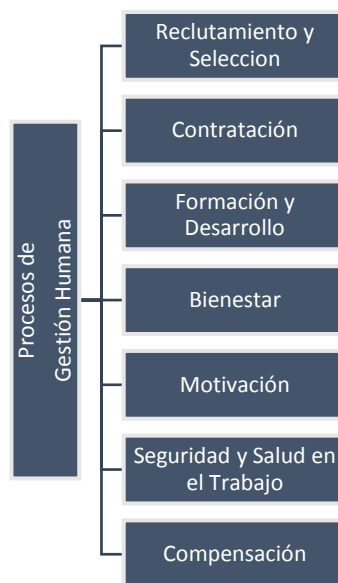 Procesos de
Gestión Humana
Reclutamiento y
Seleccion
Contratación
Formación y
Desarrollo
Bienestar
Motivación
Seguridad y Salud en
el Trabajo
Compensación